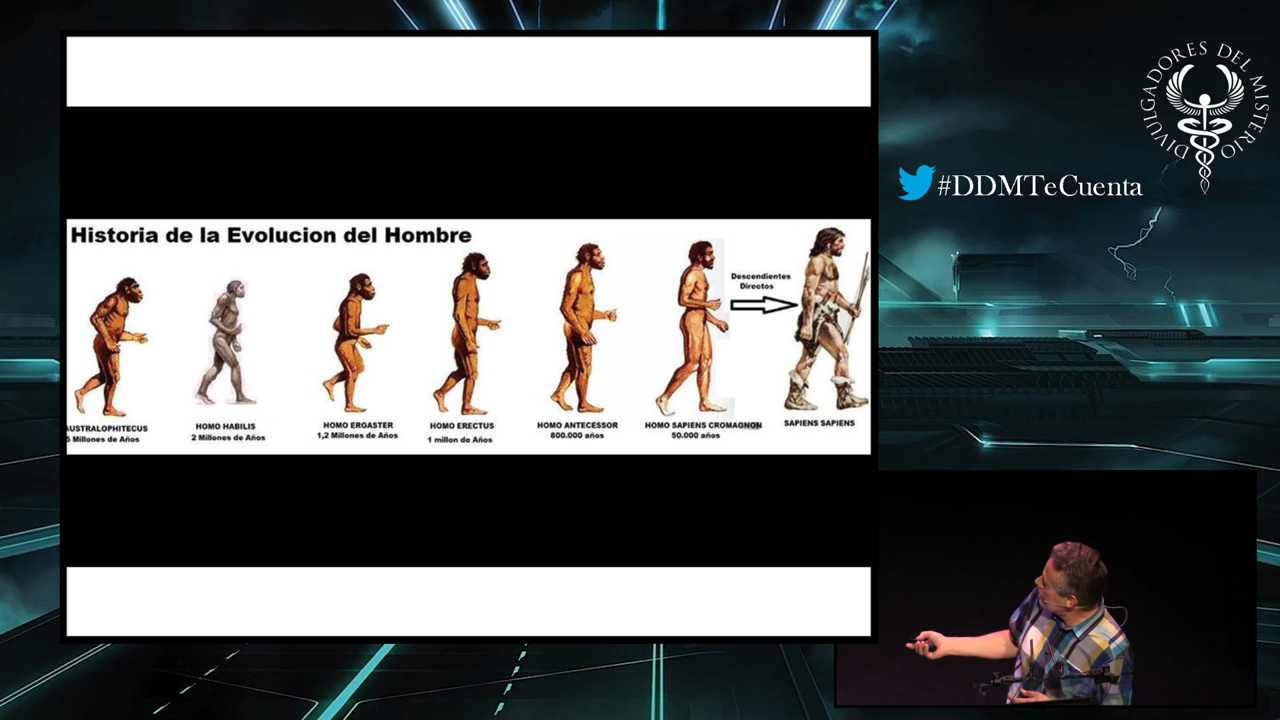 DIVULGADORES DEL MISTERIO
#DDMTeCuenta
Historia de la Evolucion del Hombre
Descendientes
Directos
AUSTRALOPHITECUS
5 Millones de Años
HOMO HABILIS
2 Millones de Años
HOMO ERGASTER
1,2 Millones de Años
HOMO ERECTUS
1 millon de Años
HOMO ANTECESSOR
800.000 años
HOMO SAPIENS CROMAGNON
50.000 años
SAPIENS SAPIENS